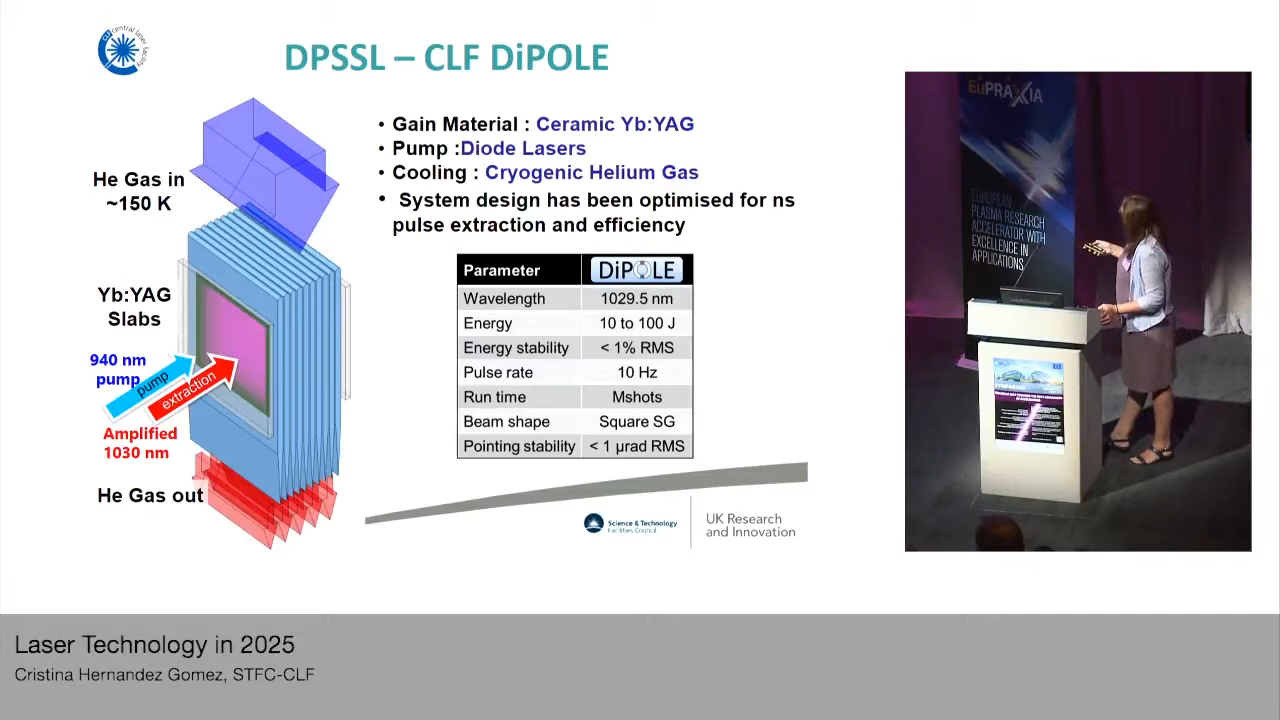 central laser facility
CLF
DPSSL – CLF DiPOLE
• Gain Material : Ceramic Yb:YAG
• Pump :Diode Lasers
• Cooling : Cryogenic Helium Gas
• System design has been optimised for ns
pulse extraction and efficiency
He Gas in
~150 K
Yb:YAG
Slabs
940 nm
pump
pump
extraction
Amplified
1030 nm
He Gas out
Parameter DiPOLE
Wavelength 1029.5 nm
Energy 10 to 100 J
Energy stability < 1% RMS
Pulse rate 10 Hz
Run time Mshots
Beam shape Square SG
Pointing stability < 1 µrad RMS
Science & Technology
Facilities Council
UK Research
and Innovation
EuPRAXIA
EUROPEAN
PLASMA RESEARCH
ACCELERATOR WITH
EXCELLENCE IN
APPLICATIONS
SYMPOSIUM
Laser Technology in 2025
Cristina Hernandez Gomez, STFC-CLF